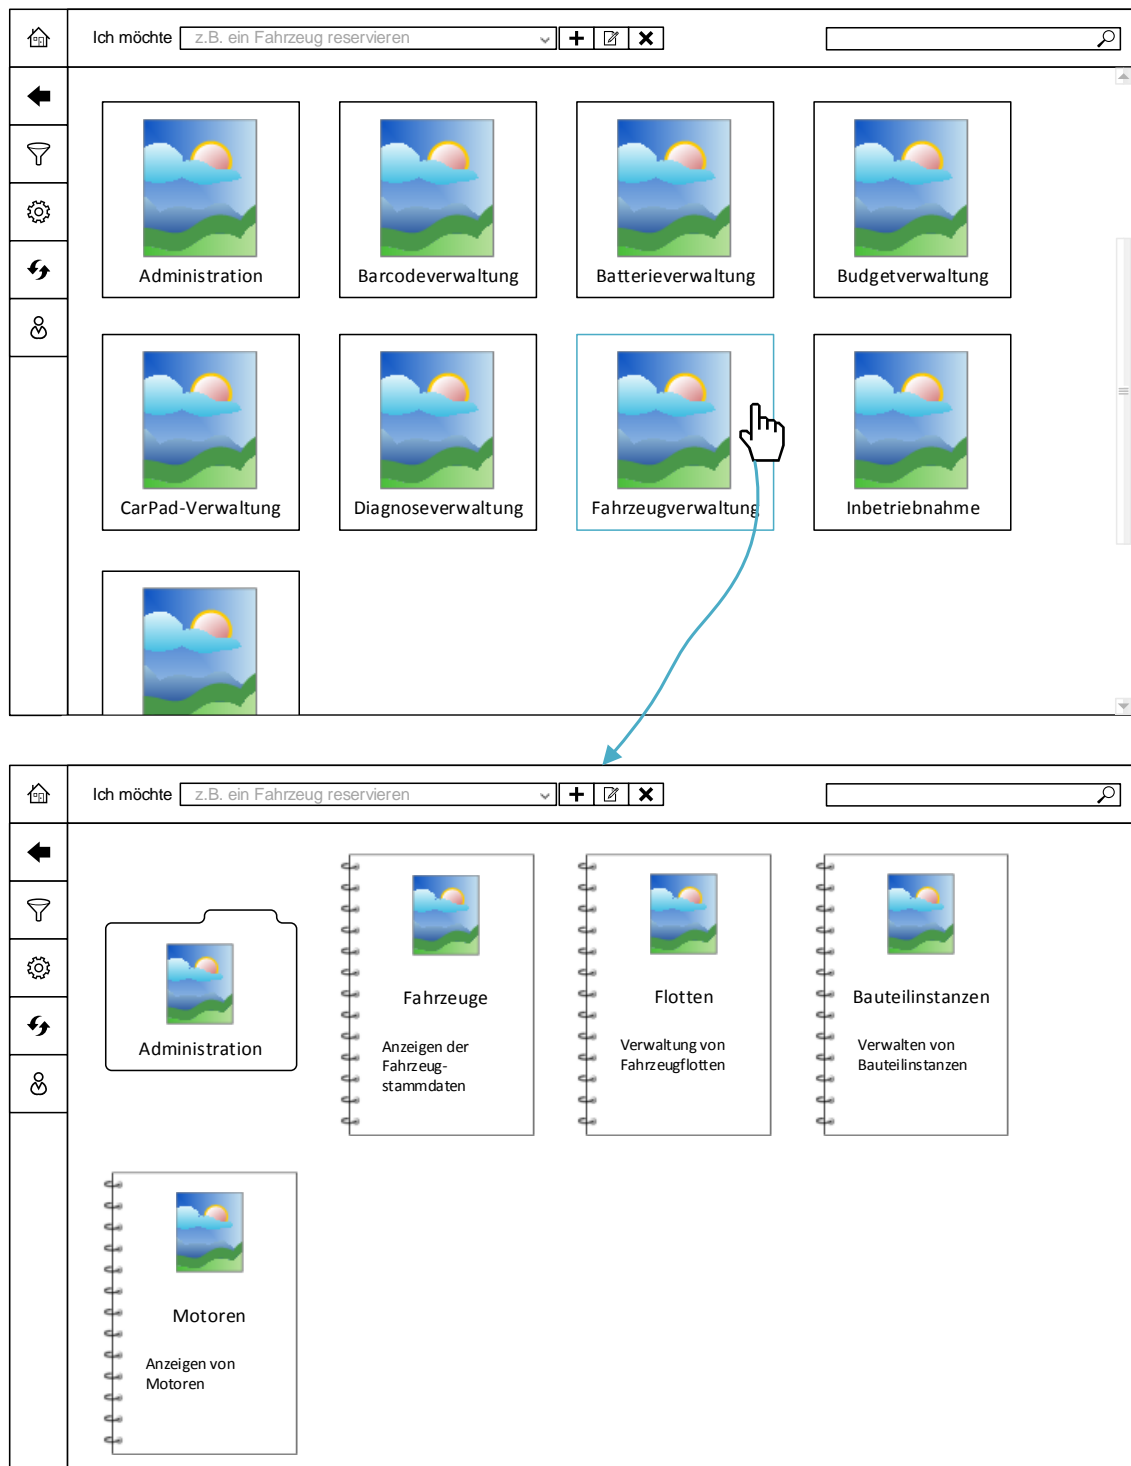 Ich möchte z.B. ein Fahrzeug reservieren
Administration Barcodeverwaltung Batterieverwaltung Budgetverwaltung
CarPad-Verwaltung Diagnoseverwaltung Fahrzeugverwaltung Inbetriebnahme
Ich möchte z.B. ein Fahrzeug reservieren
Administration
Fahrzeuge
Anzeigen der
Fahrzeug-
stammdaten
Flotten
Verwaltung von
Fahrzeugflotten
Bauteilinstanzen
Verwalten von
Bauteilinstanzen
Motoren
Anzeigen von
Motoren